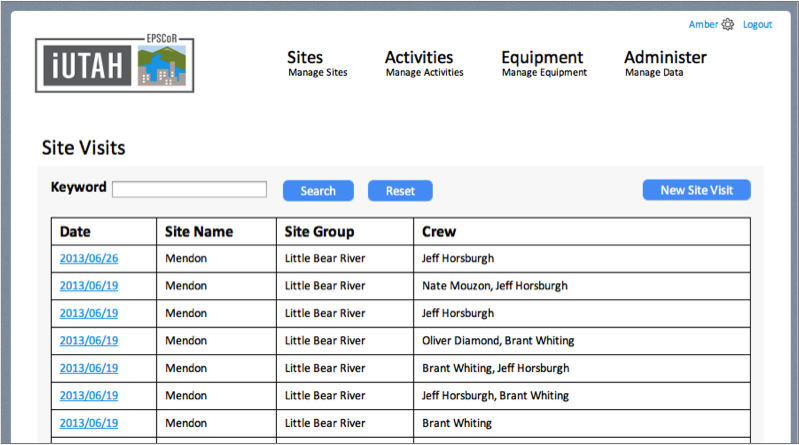 Amber Logout
EPSCoR
iUTAH
Sites Activities Equipment Administer
Manage Sites Manage Activities Manage Equipment Manage Data
Site Visits
Keyword Search Reset New Site Visit
Date Site Name Site Group Crew
2013/06/26 Mendon Little Bear River Jeff Horsburgh
2013/06/19 Mendon Little Bear River Nate Mouzon, Jeff Horsburgh
2013/06/19 Mendon Little Bear River Jeff Horsburgh
2013/06/19 Mendon Little Bear River Oliver Diamond, Brant Whiting
2013/06/19 Mendon Little Bear River Brant Whiting, Jeff Horsburgh
2013/06/19 Mendon Little Bear River Jeff Horsburgh, Brant Whiting
2013/06/19 Mendon Little Bear River Brant Whiting